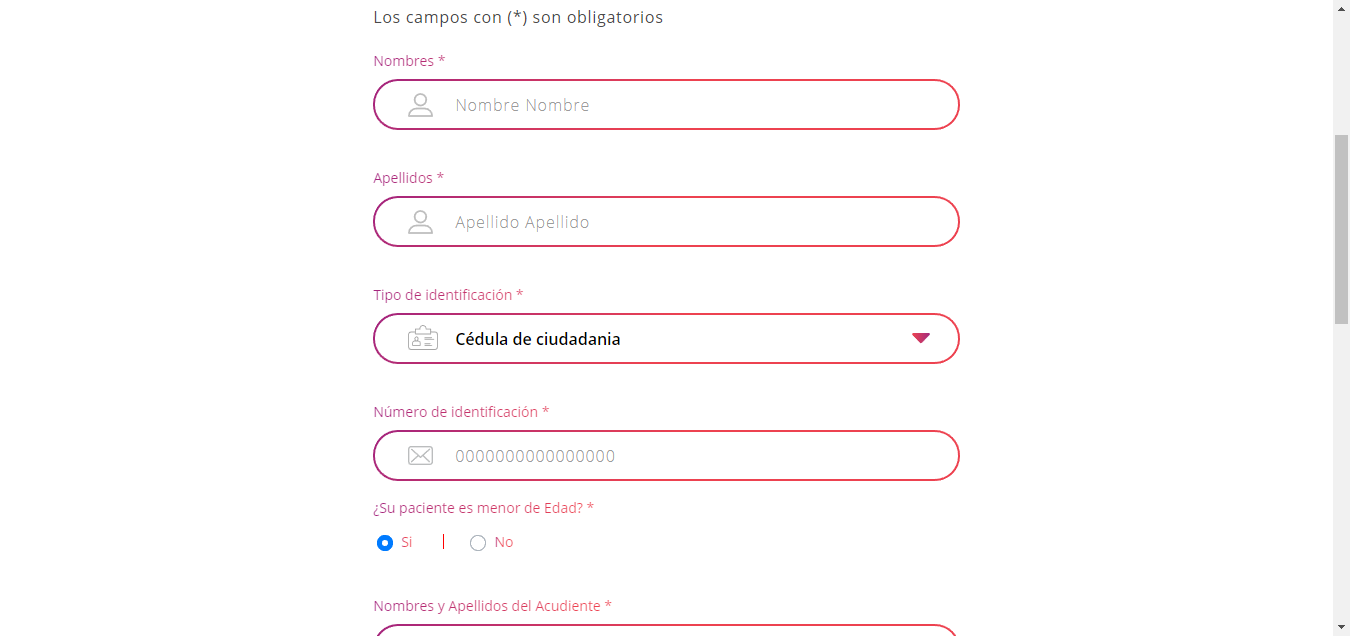 Los campos con (*) son obligatorios
Nombres *
Nombre Nombre
Apellidos *
Apellido Apellido
Tipo de identificación *
Cédula de ciudadania
Número de identificación *
0000000000000000
¿Su paciente es menor de Edad? *
Si | No
Nombres y Apellidos del Acudiente *